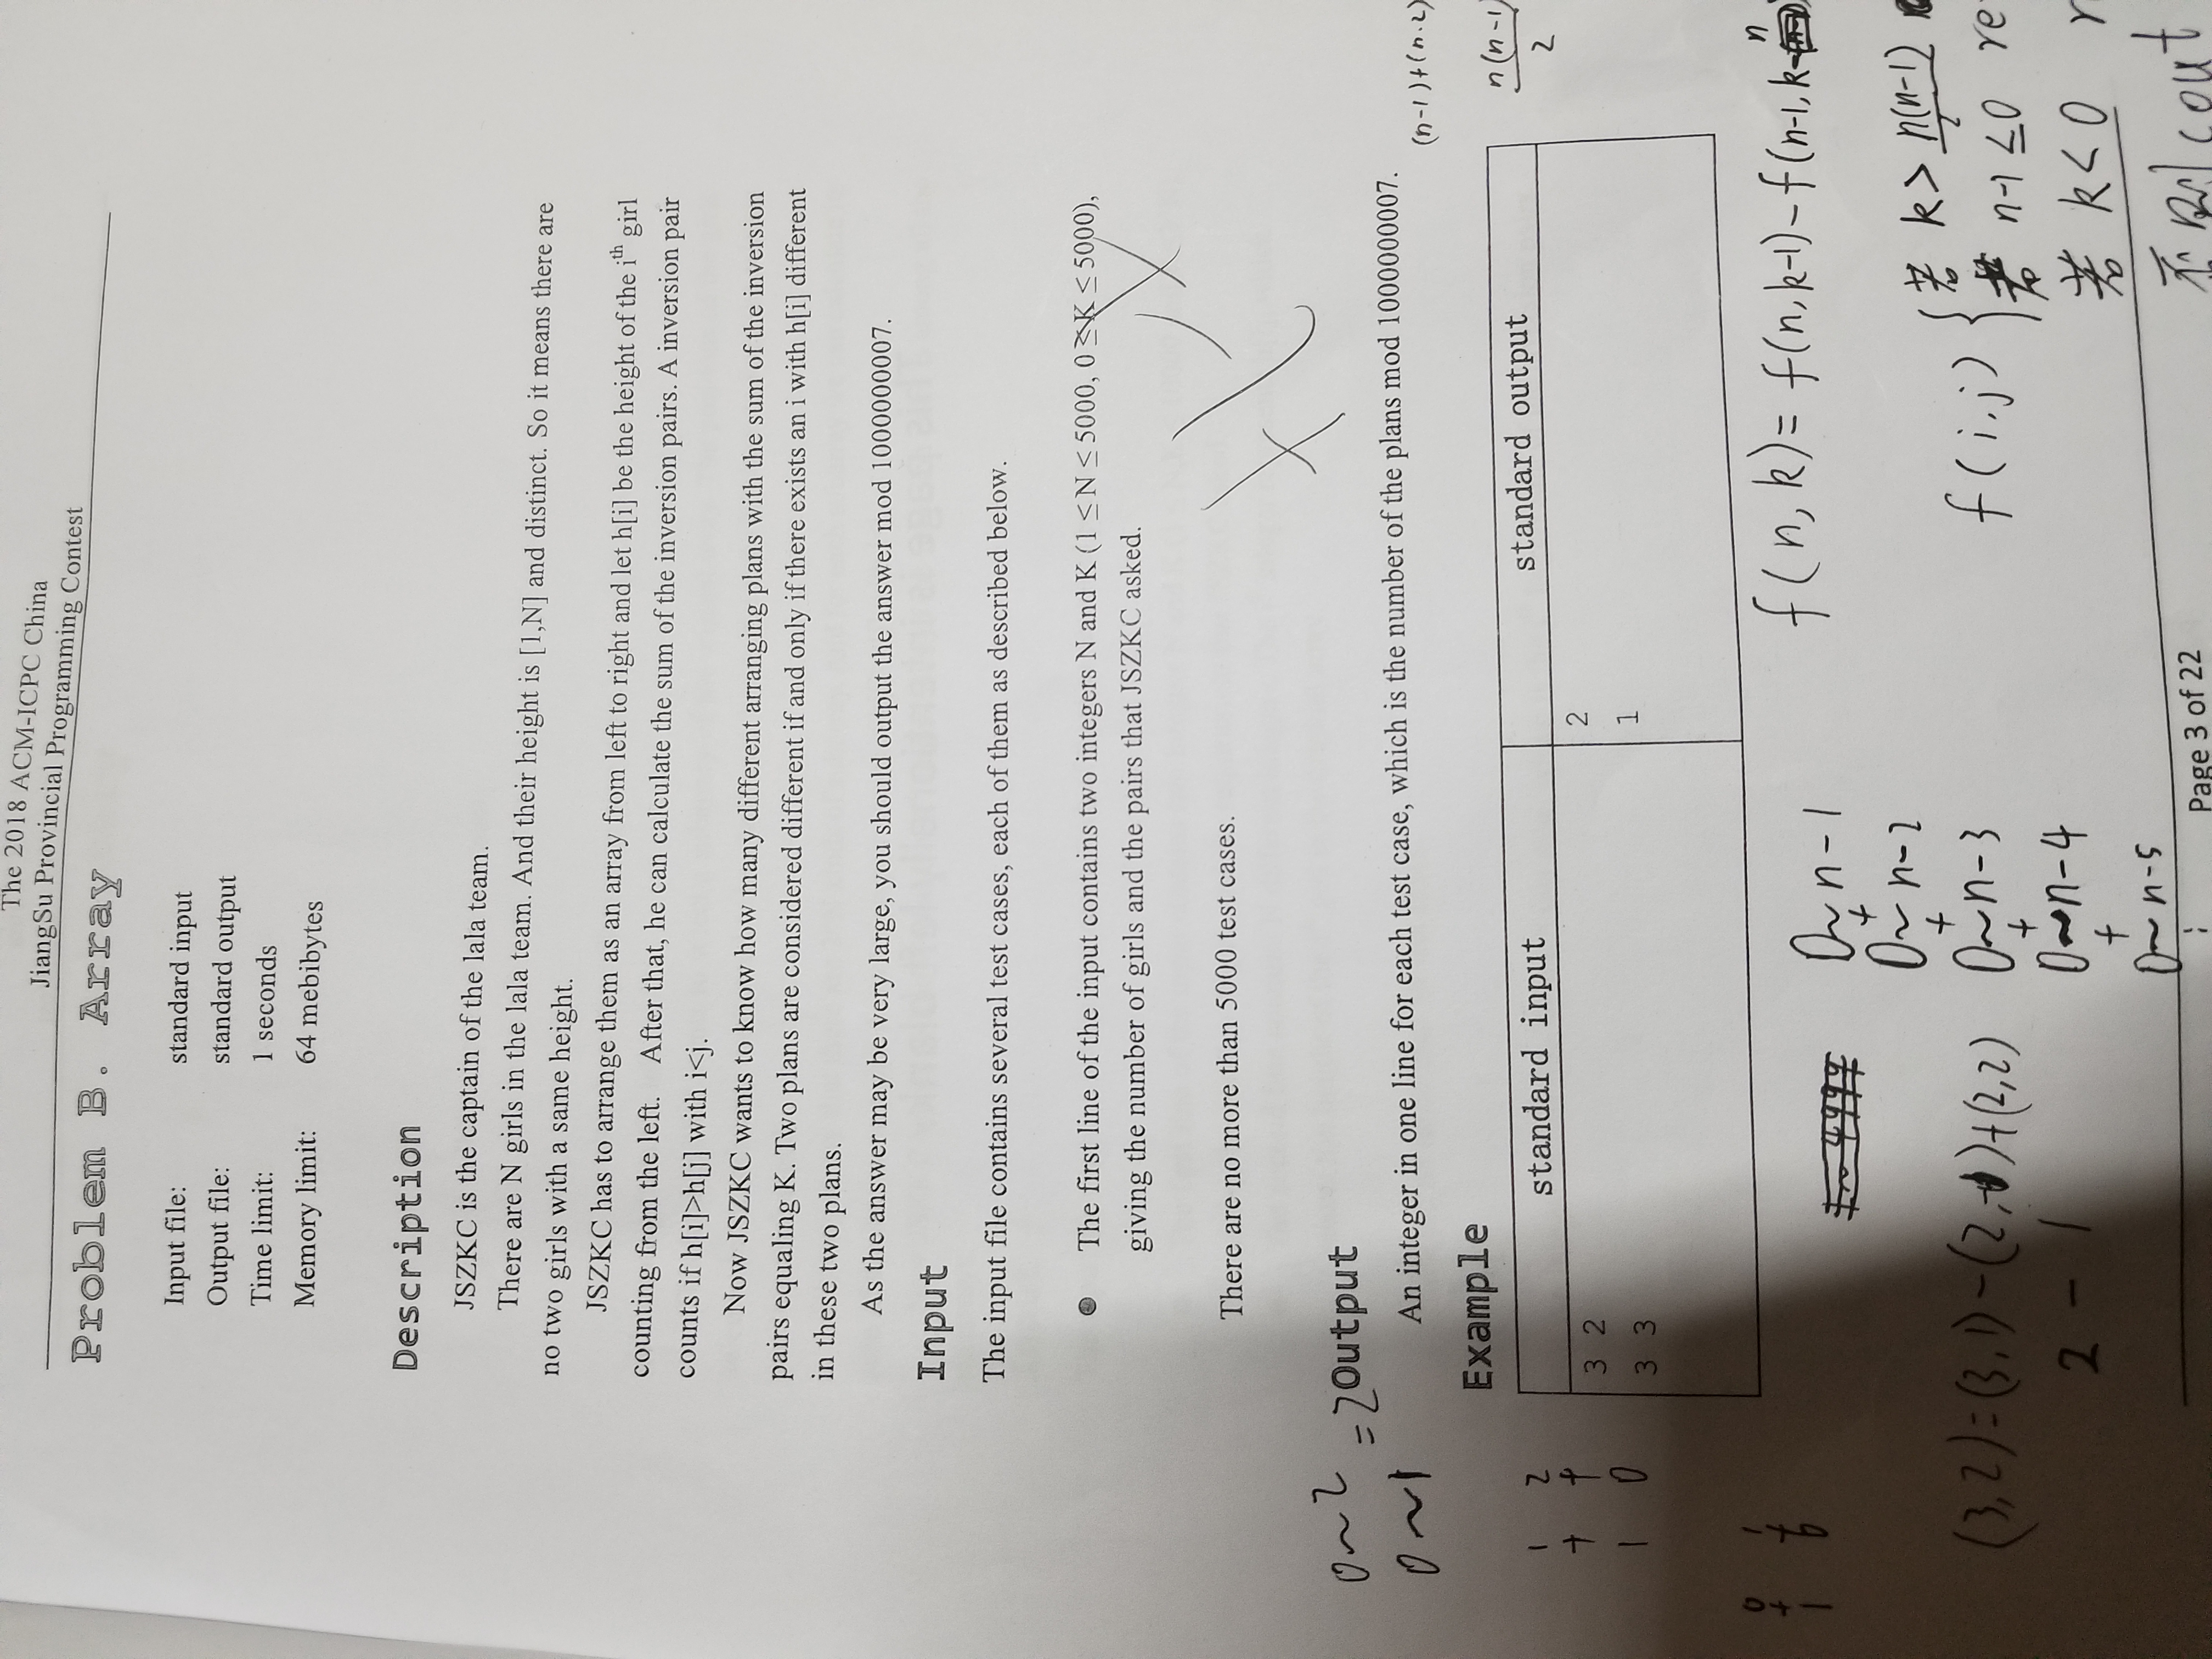 The 2018 ACM-ICPC China
JiangSu Provincial Programming Contest
Problem B. Array
Input file: standard input
Output file: standard output
Time limit: 1 seconds
Memory limit: 64 mebibytes
Description
JSZKC is the captain of the lala team.
There are N girls in the lala team. And their height is [1,N] and distinct. So it means there are
no two girls with a same height.
JSZKC has to arrange them as an array from left to right and let h[i] be the height of the iᵗʰ girl
counting from the left. After that, he can calculate the sum of the inversion pairs. A inversion pair
counts if h[i]>h[j] with i<j.
Now JSZKC wants to know how many different arranging plans with the sum of the inversion
pairs equaling K. Two plans are considered different if and only if there exists an i with h[i] different
in these two plans.
As the answer may be very large, you should output the answer mod 1000000007.
Input
The input file contains several test cases, each of them as described below.
● The first line of the input contains two integers N and K (1 ≤ N ≤ 5000, 0 ≤ K ≤ 5000),
giving the number of girls and the pairs that JSZKC asked.
There are no more than 5000 test cases.
0~2
= 2
0~1
Output
An integer in one line for each test case, which is the number of the plans mod 1000000007.
(n-1)+(n-2)
n(n-1)
2
Example
standard input standard output
3 2 2
3 3 1
1 2
+ +
1 0
0 1
+ +
1 0
f(n,k)= f(n,k-1)-f(n-1,k-n
0~n-1
+
0~n-2
+
0~n-3
+
0~n-4
+
0~n-5
(3,2)=(3,1)-(2,-1)+(2,2)
2 - 1
f(i,j) { 若 k> n(n-1)/2
若 n-1≤0 re
若 k<0 r
否则 cout
Page 3 of 22